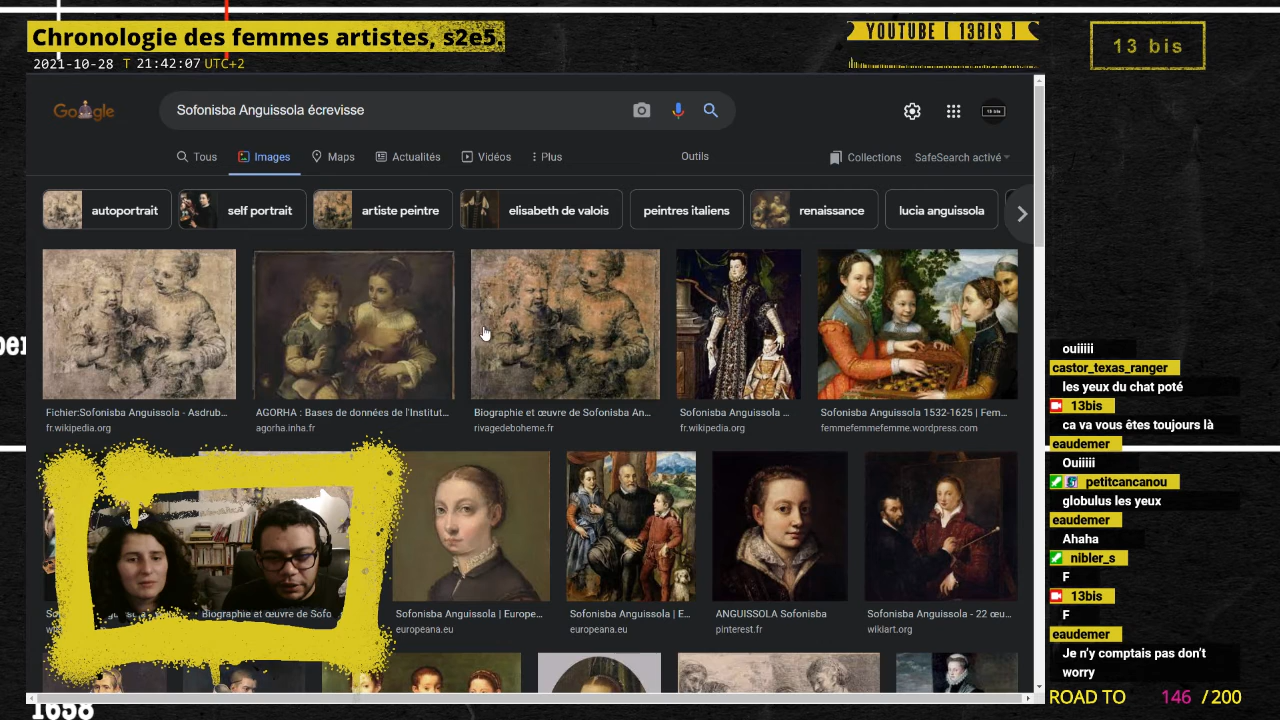 Chronologie des femmes artistes, s2e5,
YOUTUBE [ 13BIS ]
13 bis
2021-10-28 T 21:42:07 UTC+2
Google
Sofonisba Anguissola écrevisse
13 bis
Tous
Images
Maps
Actualités
Vidéos
Plus
Outils
Collections
SafeSearch activé
autoportrait
self portrait
artiste peintre
elisabeth de valois
peintres italiens
renaissance
lucia anguissola
Fichier:Sofonisba Anguissola - Asdrub...
fr.wikipedia.org
AGORHA : Bases de données de l'Institut...
agorha.inha.fr
Biographie et œuvre de Sofonisba An...
rivagedeboheme.fr
Sofonisba Anguissola ...
fr.wikipedia.org
Sofonisba Anguissola 1532-1625 | Fem...
femmefemmefemme.wordpress.com
Biographie et œuvre de Sofo
Sofonisba Anguissola | Europe...
europeana.eu
Sofonisba Anguissola | E...
europeana.eu
ANGUISSOLA Sofonisba
pinterest.fr
Sofonisba Anguissola - 22 œu...
wikiart.org
1658
ouiiiii
castor_texas_ranger
les yeux du chat poté
13bis
ca va vous êtes toujours là
eaudemer
Ouiiiii
petitcancanou
globulus les yeux
eaudemer
Ahaha
nibler_s
F
13bis
F
eaudemer
Je n'y comptais pas don't
worry
ROAD TO 146 / 200